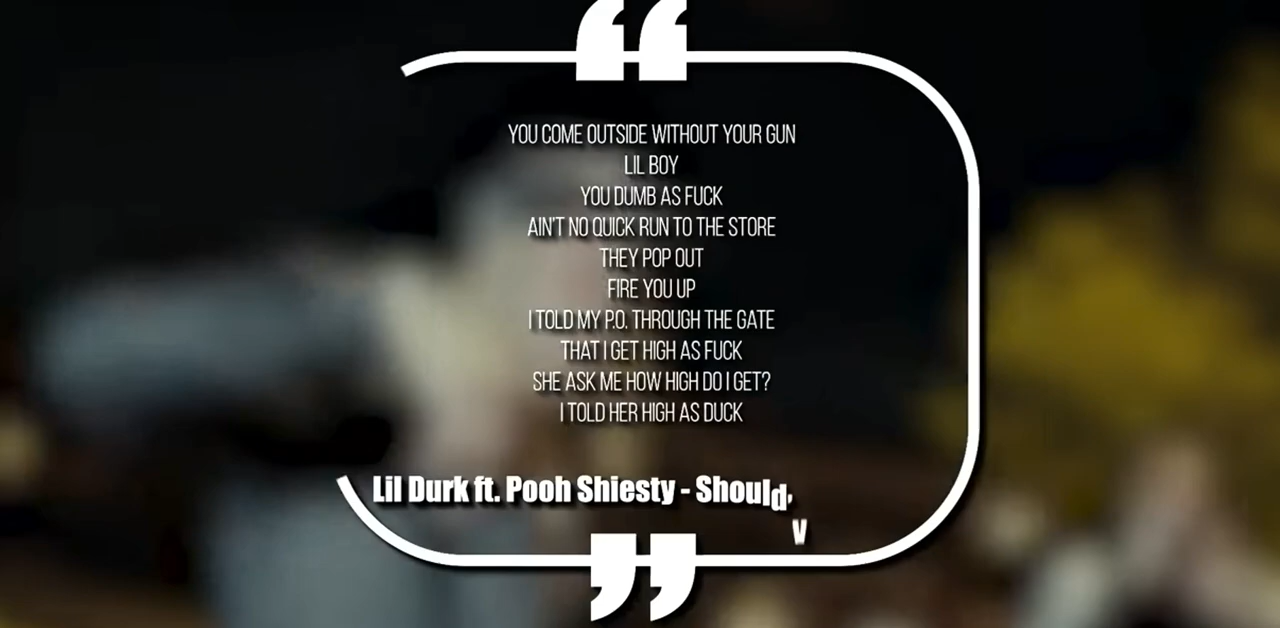 YOU COME OUTSIDE WITHOUT YOUR GUN
LIL BOY
YOU DUMB AS FUCK
AIN'T NO QUICK RUN TO THE STORE
THEY POP OUT
FIRE YOU UP
I TOLD MY P.O. THROUGH THE GATE
THAT I GET HIGH AS FUCK
SHE ASK ME HOW HIGH DO I GET?
I TOLD HER HIGH AS DUCK
Lil Durk ft. Pooh Shiesty - Should'
v